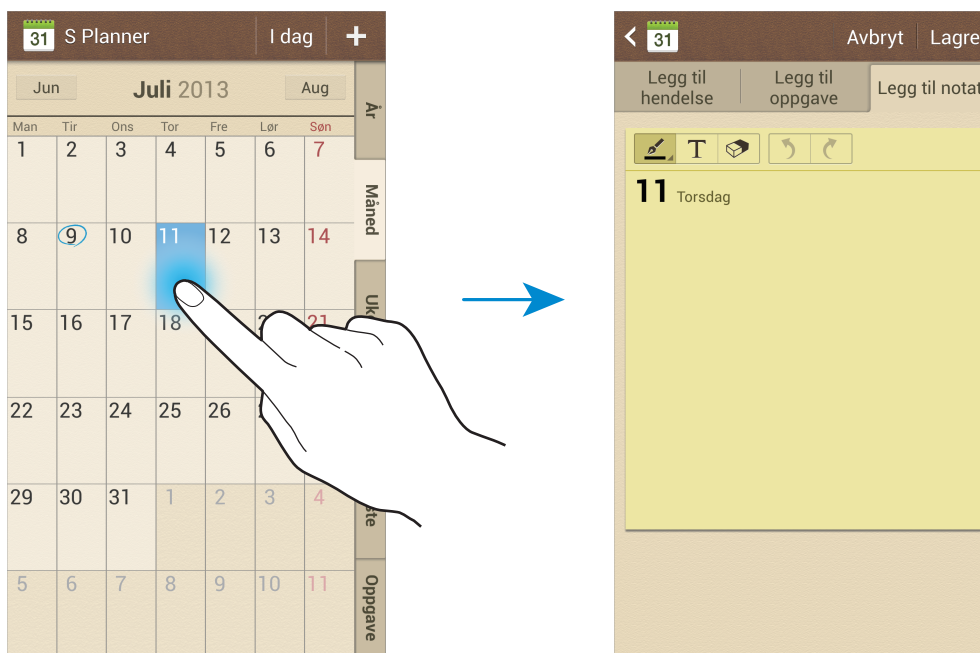 31 S Planner I dag +
Jun Juli 2013 Aug
Man Tir Ons Tor Fre Lør Søn
1 2 3 4 5 6 7
8 9 10 11 12 13 14
15 16 17 18 21
22 23 24 25 26
29 30 31 1 2 3 4
5 6 7 8 9 10 11
År
Måned
Oppgave
31 Avbryt Lagre
Legg til hendelse
Legg til oppgave
Legg til notat
T
11 Torsdag